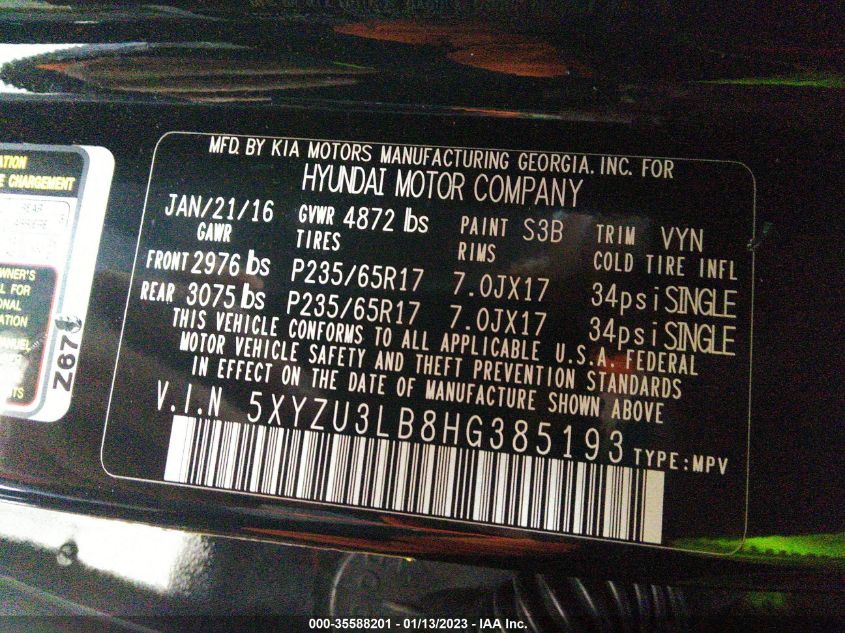 MFD. BY KIA MOTORS MANUFACTURING GEORGIA. INC. FOR
HYUNDAI MOTOR COMPANY
JAN/21/16 GVWR 4872 lbs PAINT S3B TRIM VYN
GAWR TIRES RIMS COLD TIRE INFL
FRONT 2976 lbs P235/65R17 7.0JX17 34psi SINGLE
REAR 3075 lbs P235/65R17 7.0JX17 34psi SINGLE
THIS VEHICLE CONFORMS TO ALL APPLICABLE U.S.A. FEDERAL
MOTOR VEHICLE SAFETY AND THEFT PREVENTION STANDARDS
IN EFFECT ON THE DATE OF MANUFACTURE SHOWN ABOVE
V.I.N 5XYZU3LB8HG385193 TYPE:MPV
CHARGEMENT
REAR
OWNER'S
FOR
MANUEL
000-35588201 - 01/13/2023 - IAA Inc.